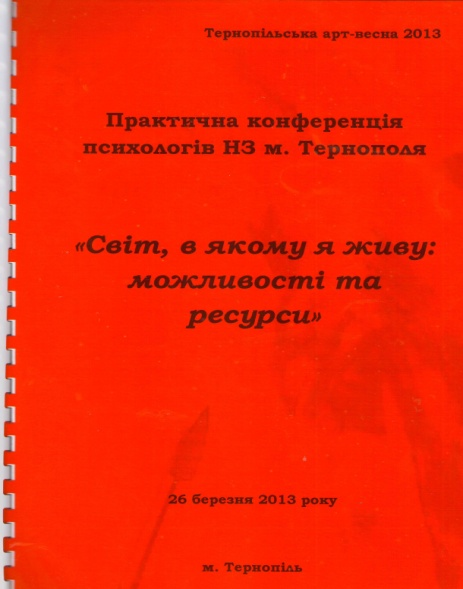 Тернопільська арт-весна 2013
Практична конференція
психологів НЗ м. Тернополя
«Світ, в якому я живу:
можливості та
ресурси»
26 березня 2013 року
м. Тернопіль